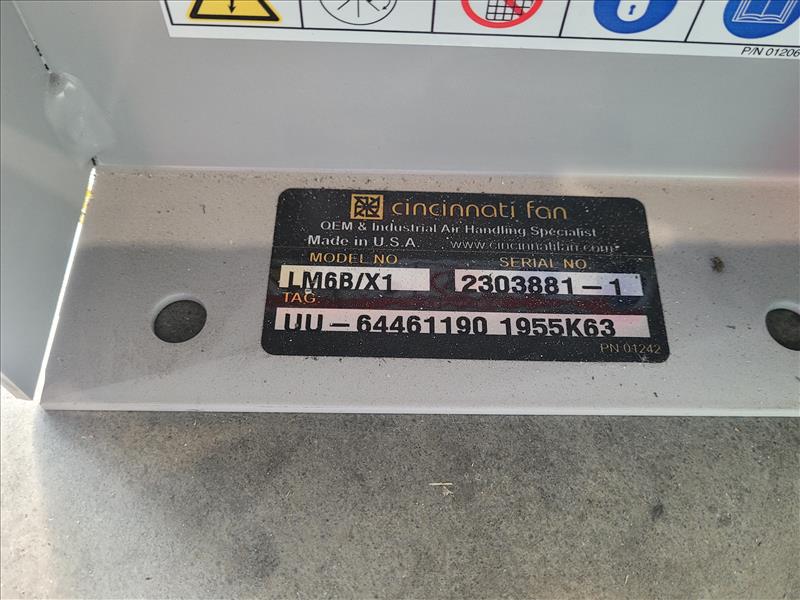 P/N 01206
cincinnati fan
OEM & Industrial Air Handling Specialist
Made in U.S.A. www.cincinnatifan.com
MODEL NO SERIAL NO
LM6B/X1 2303881-1
TAG:
UU-64461190 1955K63
PN 01242